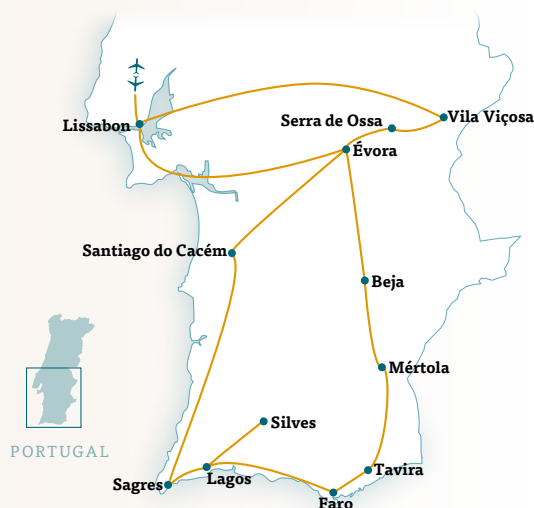 Lissabon
Serra de Ossa
Vila Viçosa
Évora
Santiago do Cacém
Beja
Mértola
Silves
PORTUGAL
Sagres
Lagos
Tavira
Faro